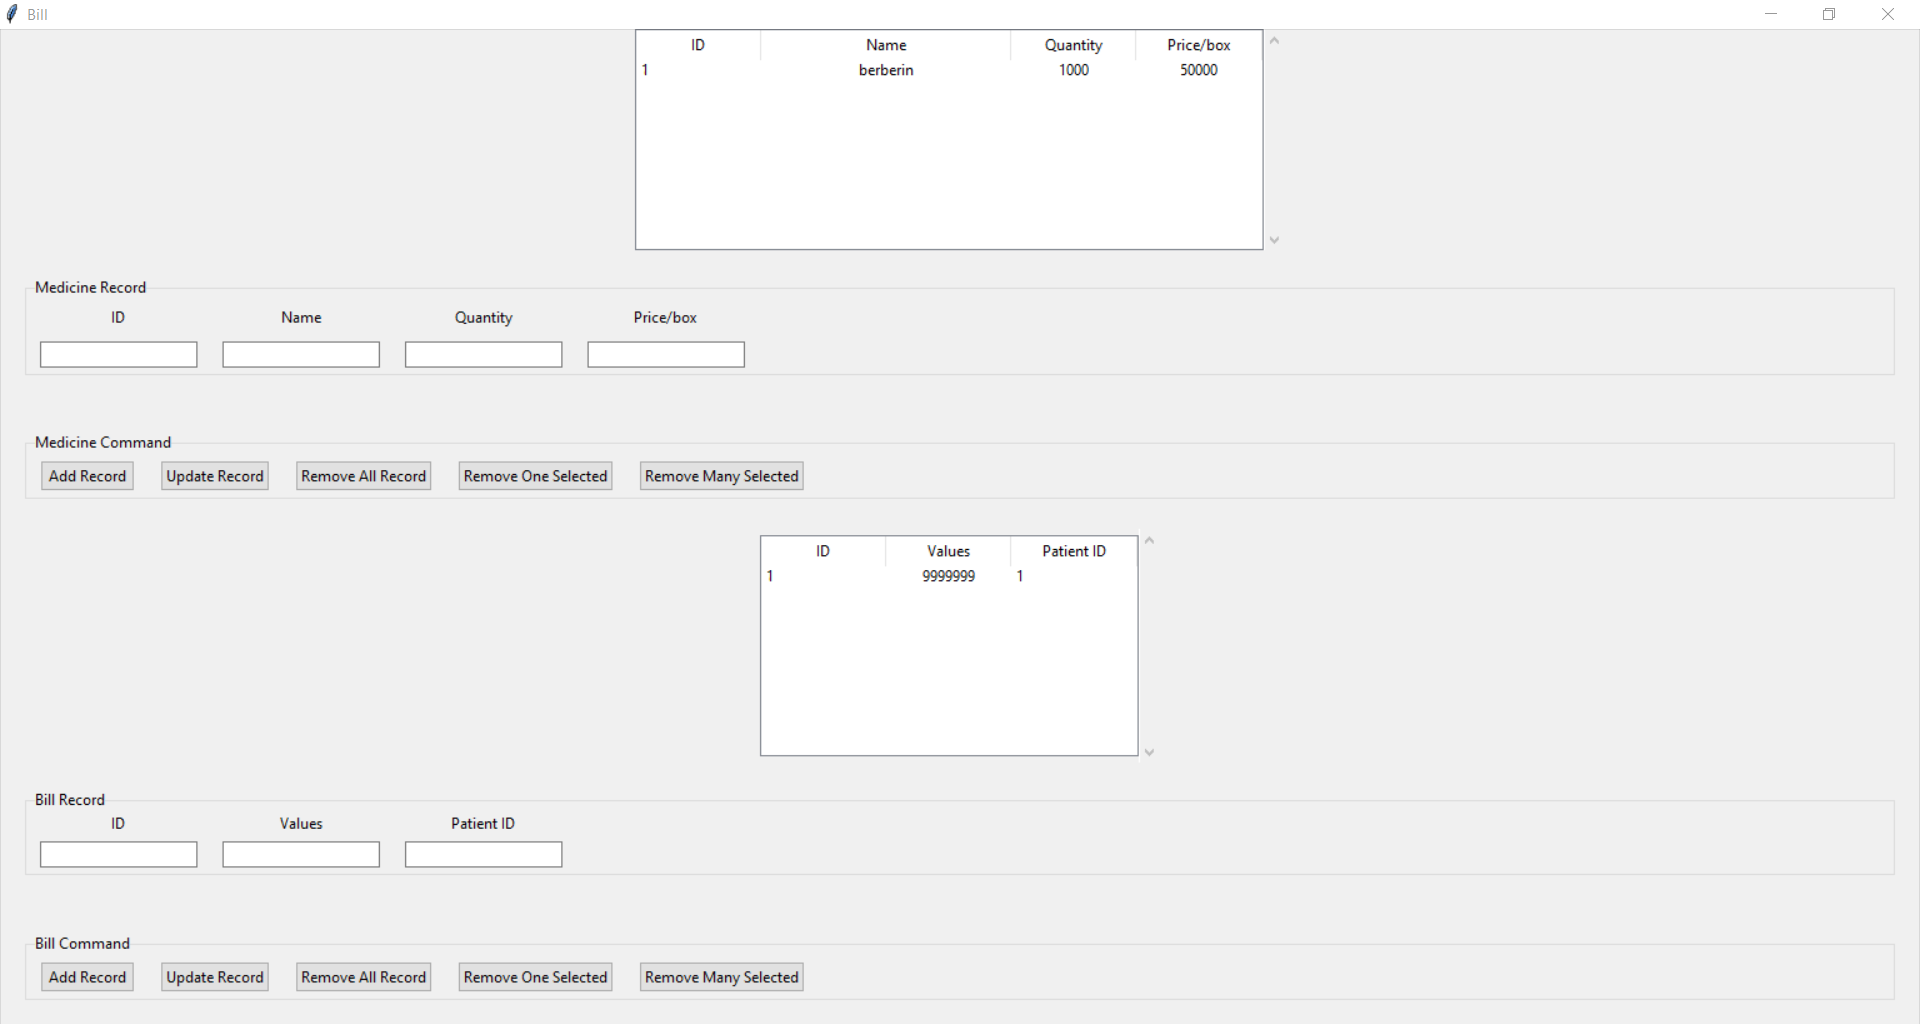 Bill
ID Name Quantity Price/box
1 berberin 1000 50000
Medicine Record
ID Name Quantity Price/box
Medicine Command
Add Record Update Record Remove All Record Remove One Selected Remove Many Selected
ID Values Patient ID
1 9999999 1
Bill Record
ID Values Patient ID
Bill Command
Add Record Update Record Remove All Record Remove One Selected Remove Many Selected